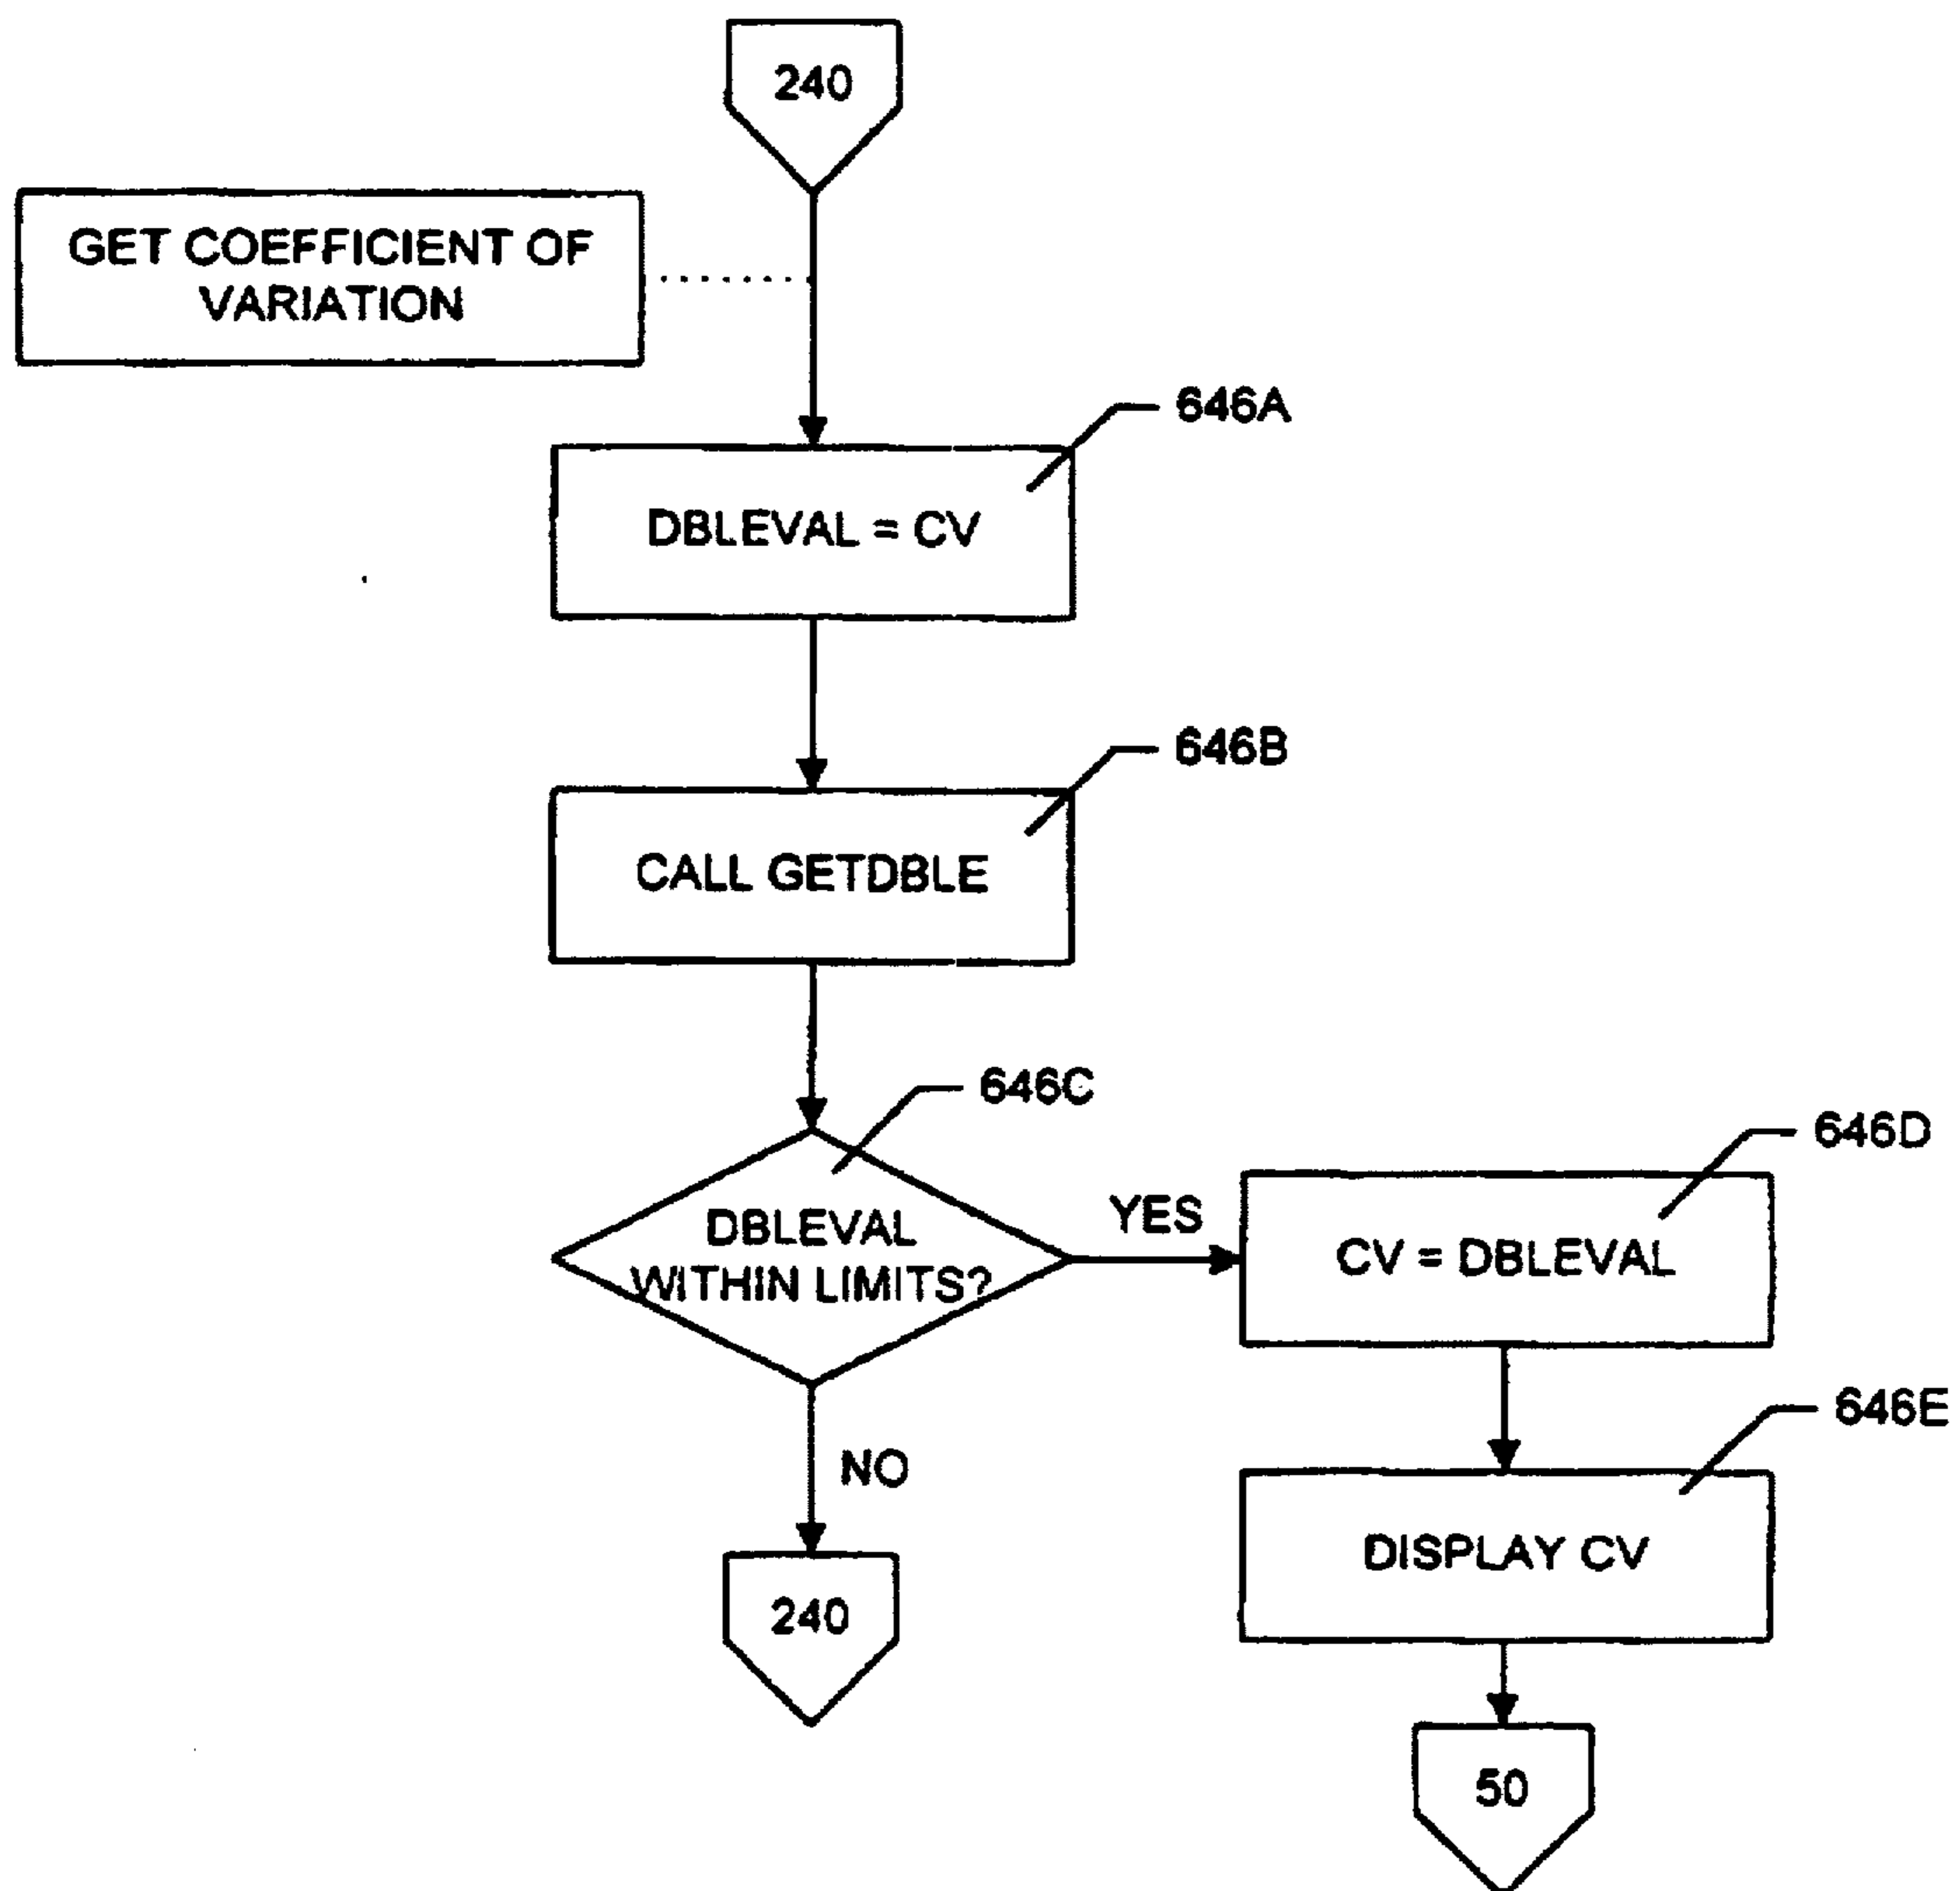 240
GET COEFFICIENT OF
VARIATION
646A
DBLEVAL = CV
646B
CALL GETDBLE
646C
DBLEVAL
WITHIN LIMITS?
YES
646D
CV = DBLEVAL
NO
646E
DISPLAY CV
240
50